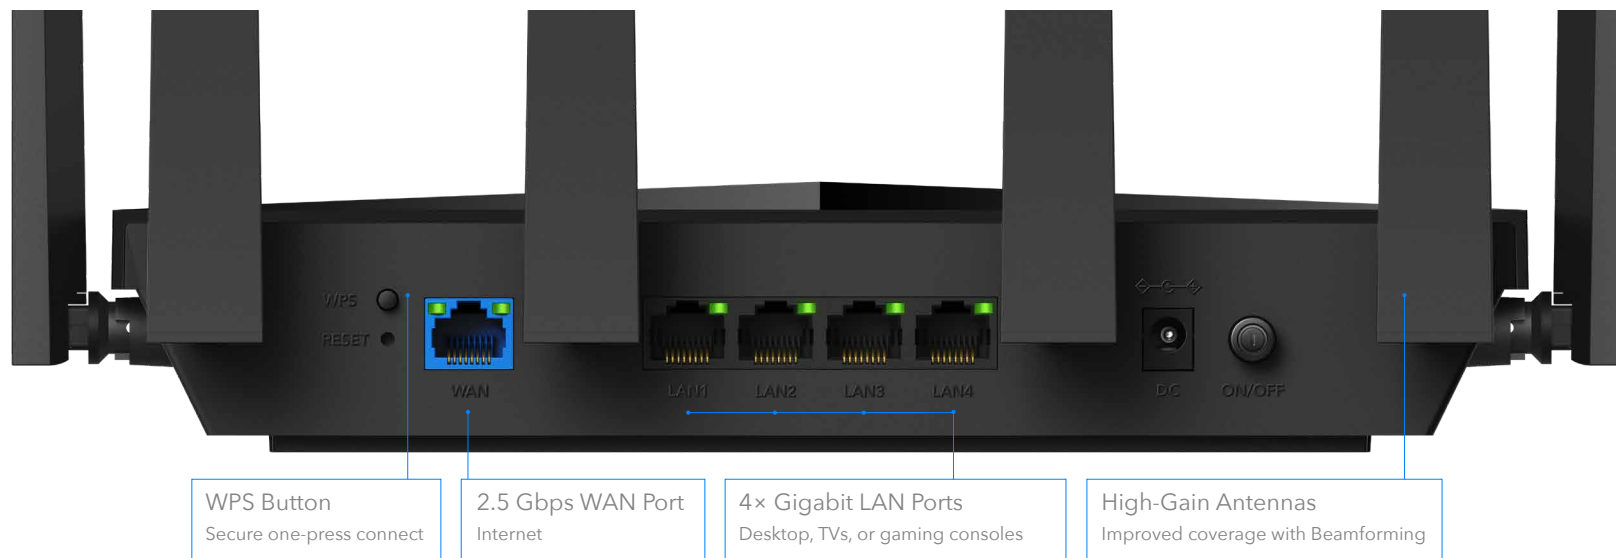 WPS
RESET
WAN
LAN1 LAN2 LAN3 LAN4
DC ON/OFF
WPS Button
Secure one-press connect
2.5 Gbps WAN Port
Internet
4× Gigabit LAN Ports
Desktop, TVs, or gaming consoles
High-Gain Antennas
Improved coverage with Beamforming